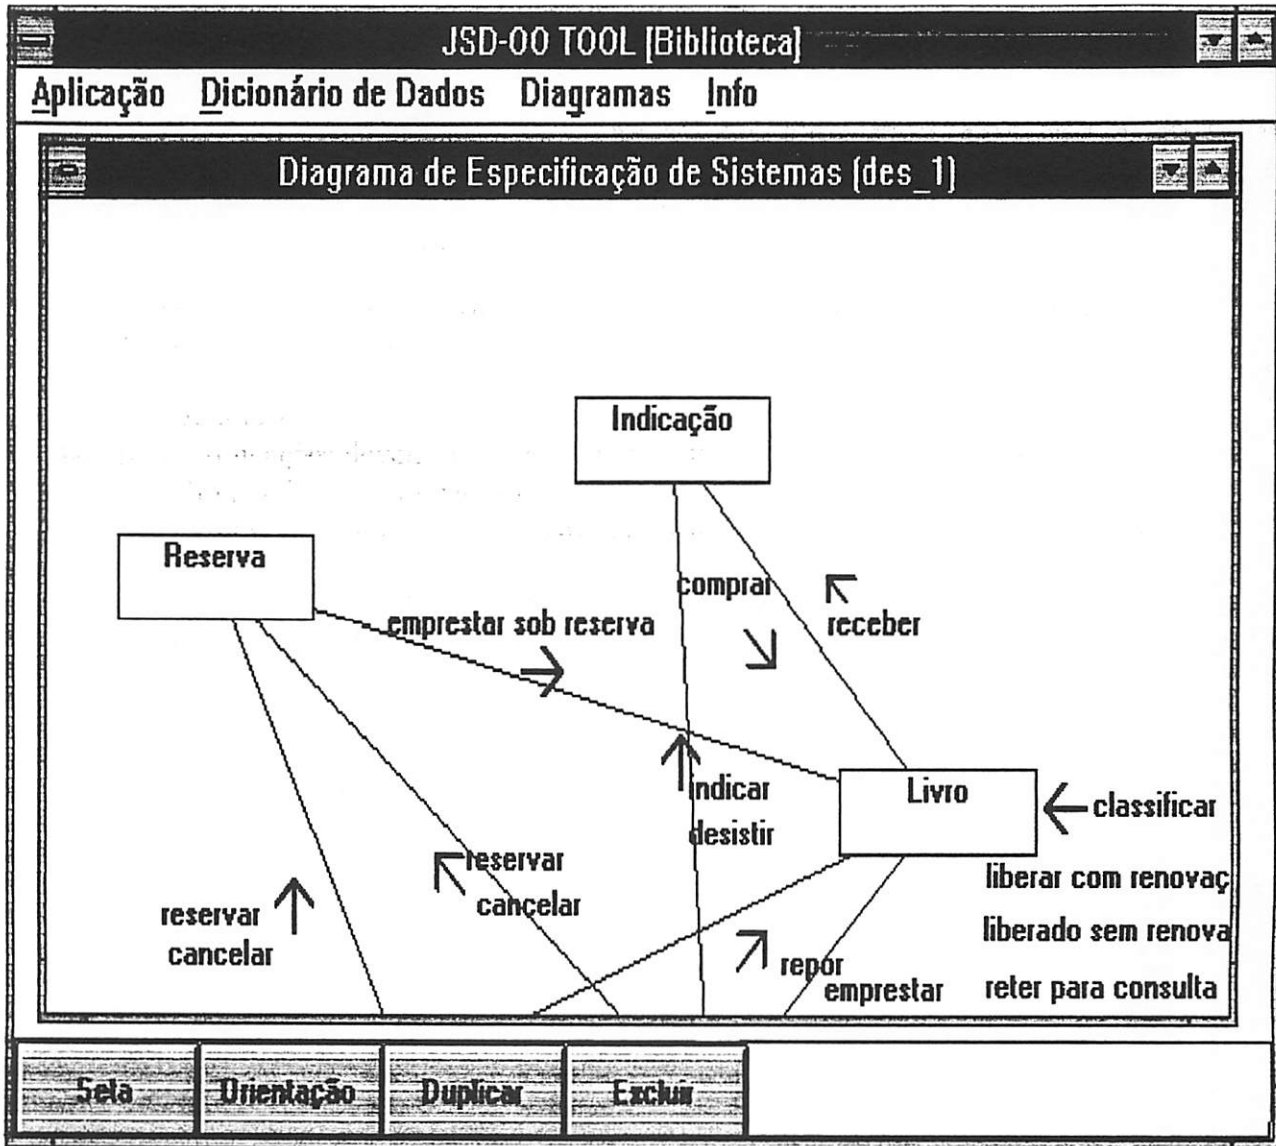 JSD-OO TOOL [Biblioteca]
Aplicação Dicionário de Dados Diagramas Info
Diagrama de Especificação de Sistemas (des_1)
Indicação
Reserva
comprar
receber
emprestar sob reserva
indicar
desistir
Livro
classificar
reservar
cancelar
reservar
cancelar
liberar com renovaç
liberado sem renova
repor
emprestar
reter para consulta
Seta Orientação Duplicar Excluir